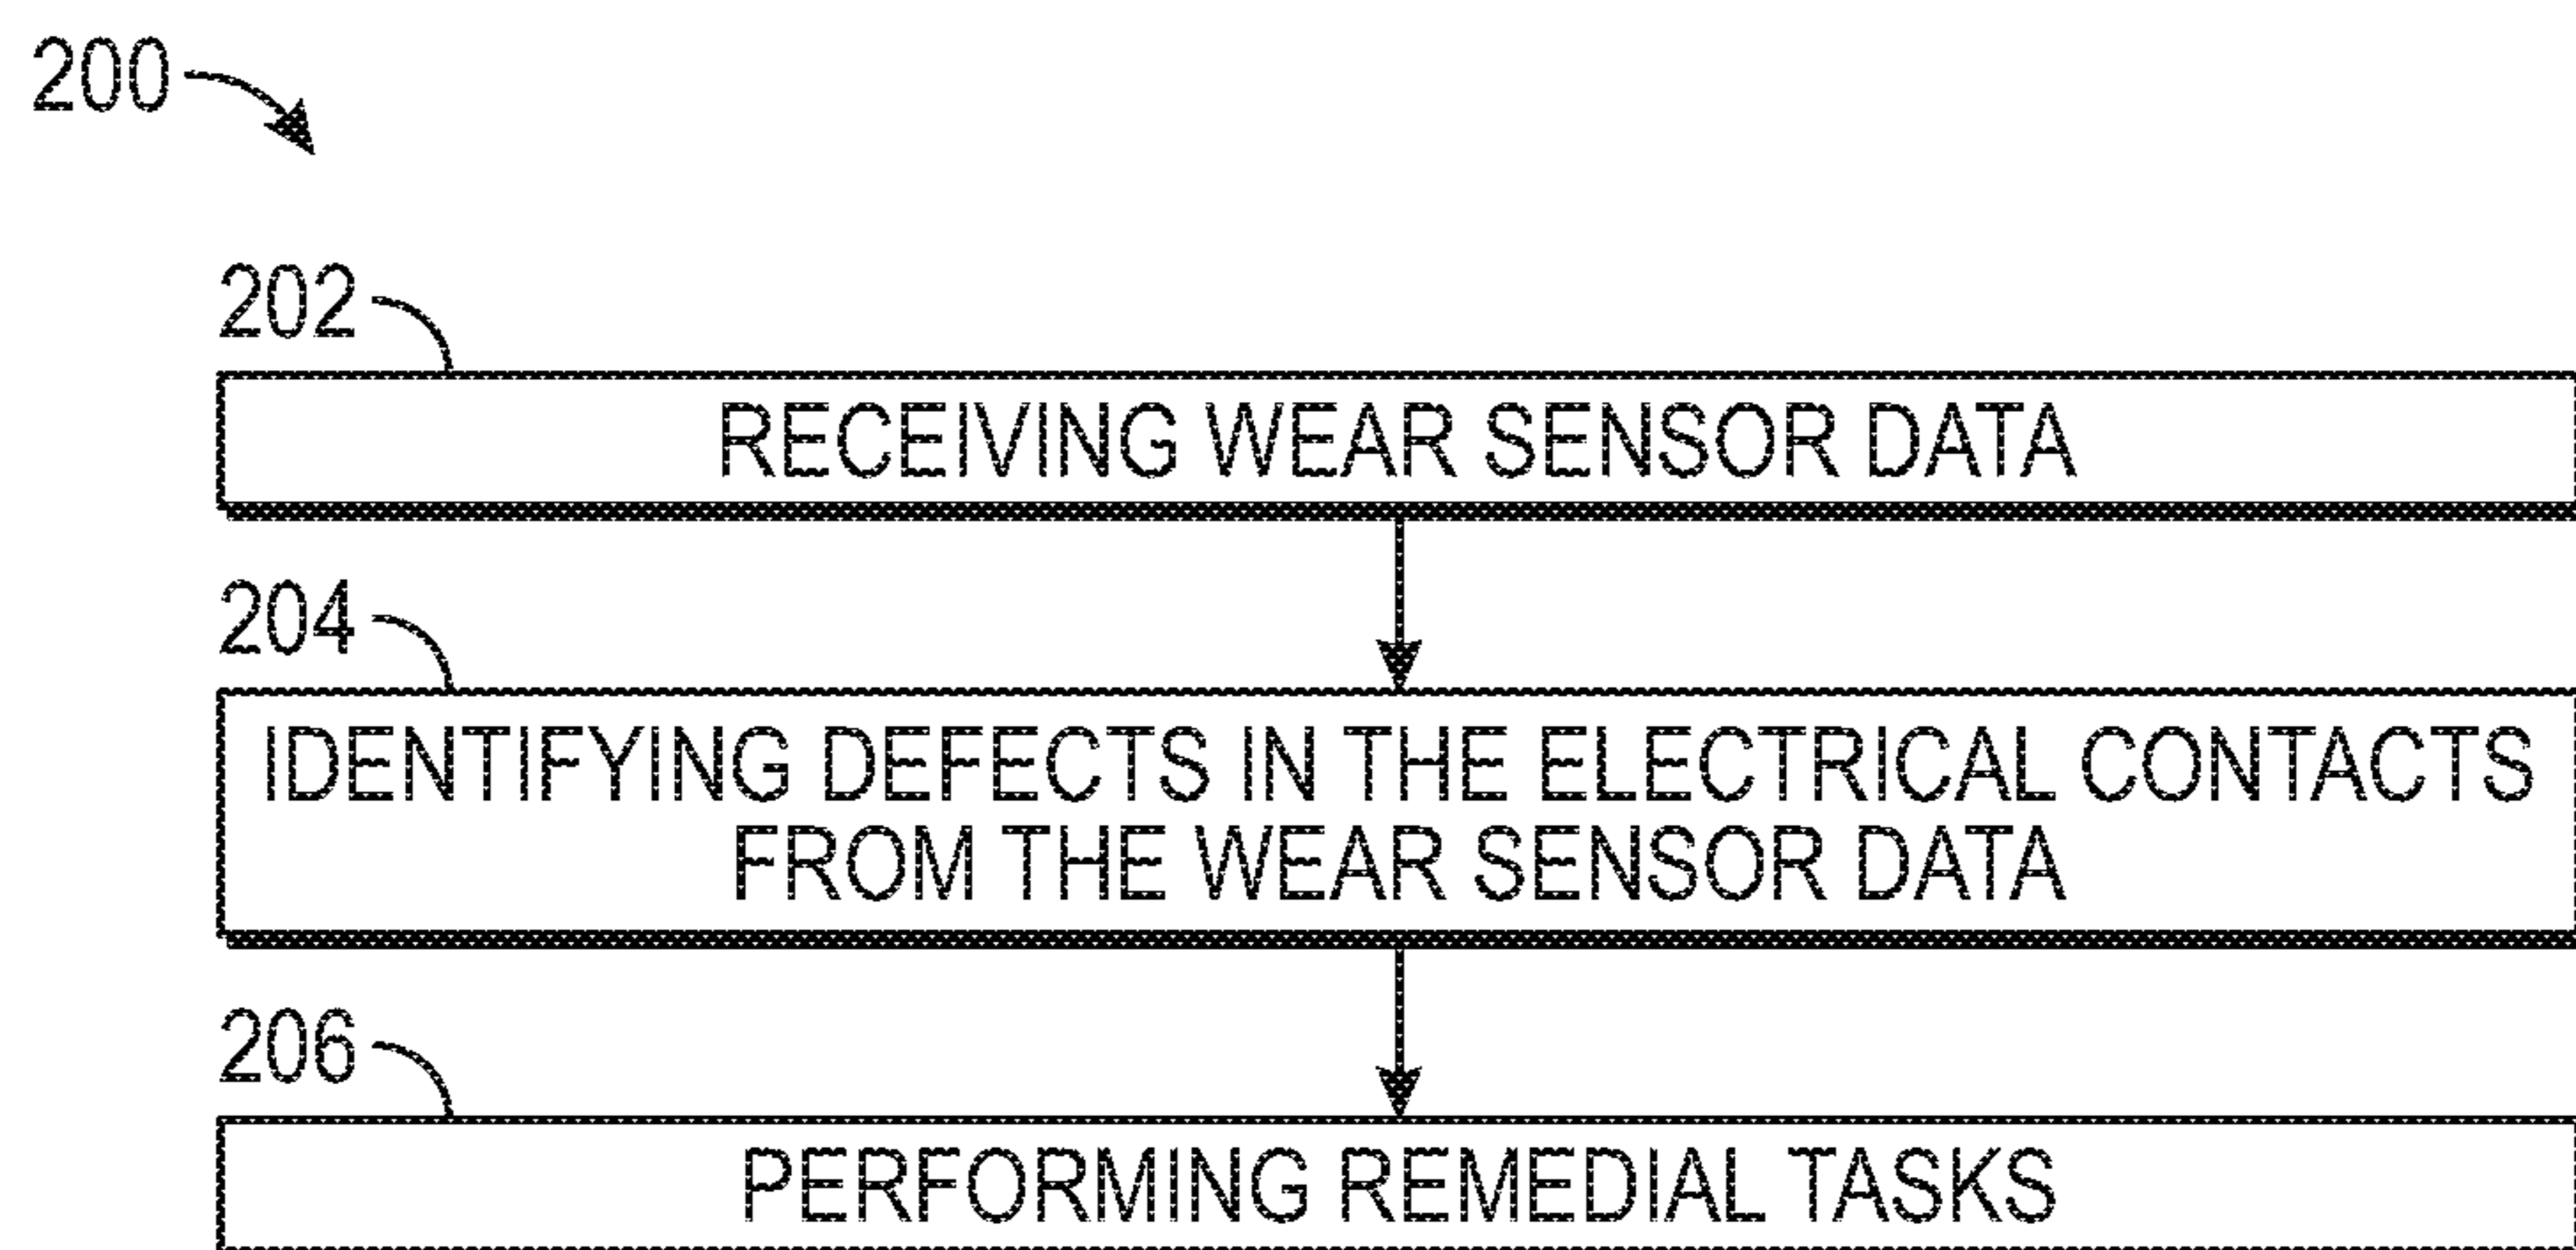 200
202
RECEIVING WEAR SENSOR DATA
204
IDENTIFYING DEFECTS IN THE ELECTRICAL CONTACTS
FROM THE WEAR SENSOR DATA
206
PERFORMING REMEDIAL TASKS